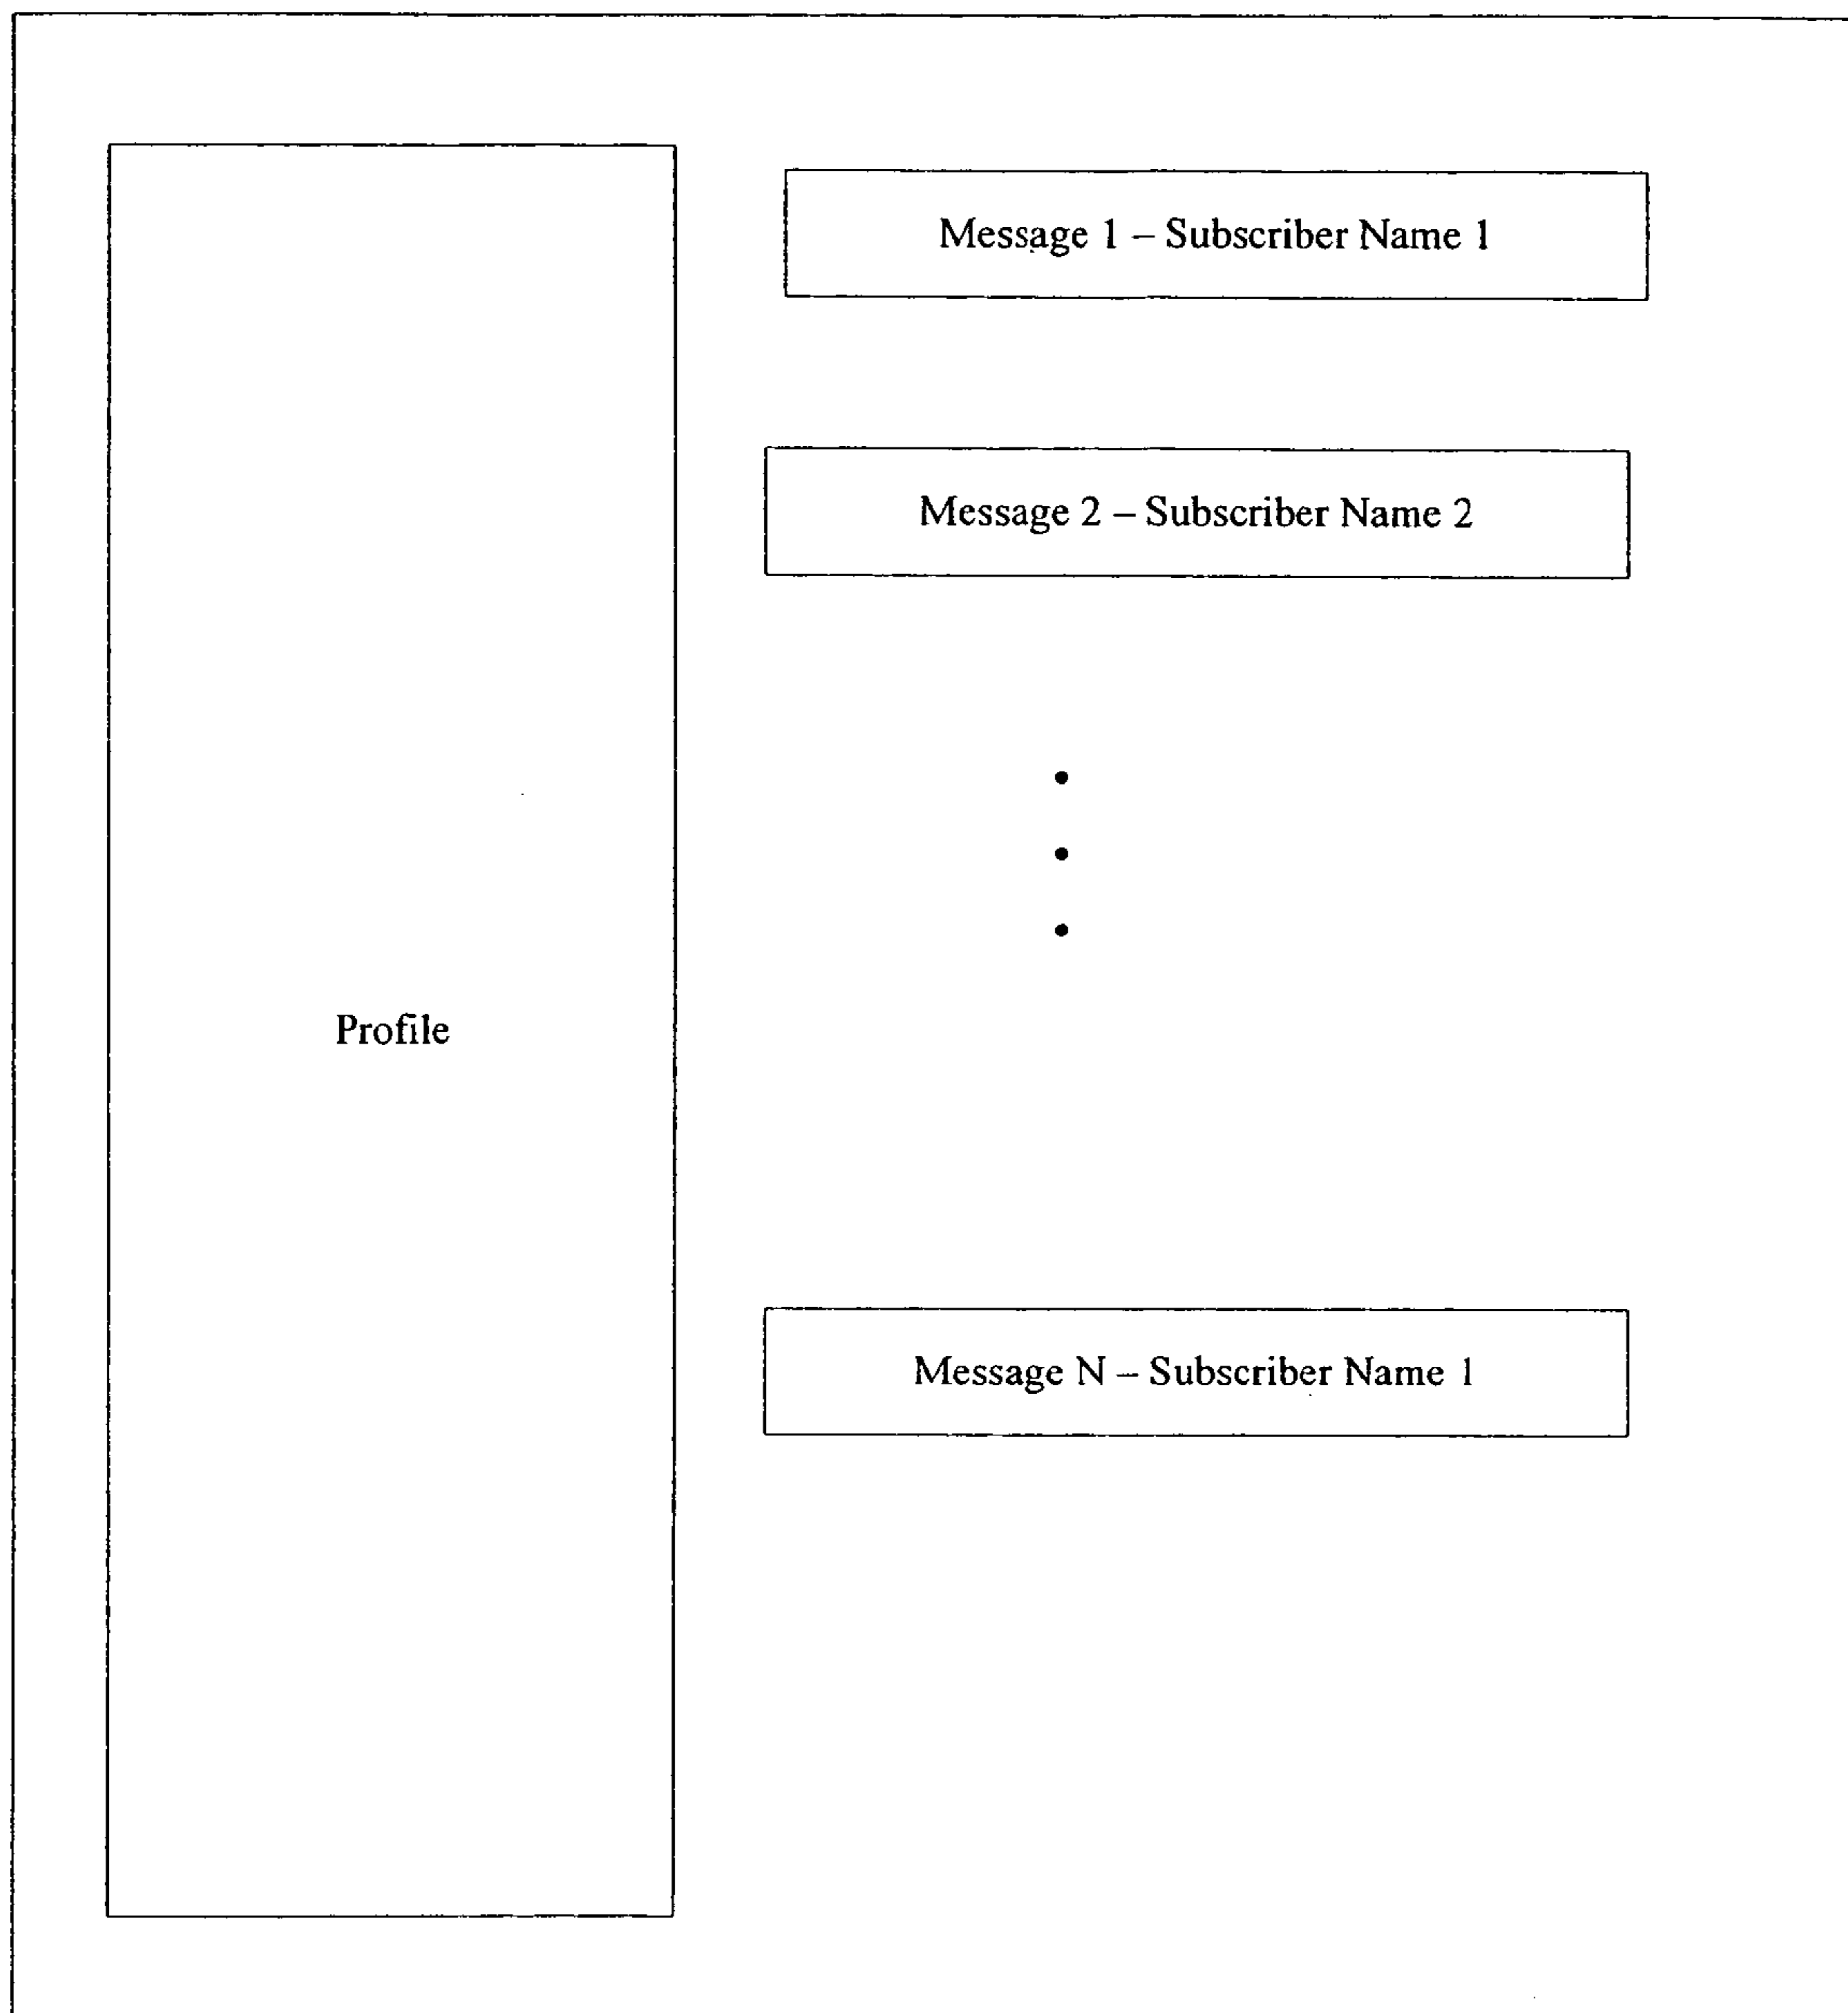 Message 1 – Subscriber Name 1
Message 2 – Subscriber Name 2
Profile
Message N – Subscriber Name 1